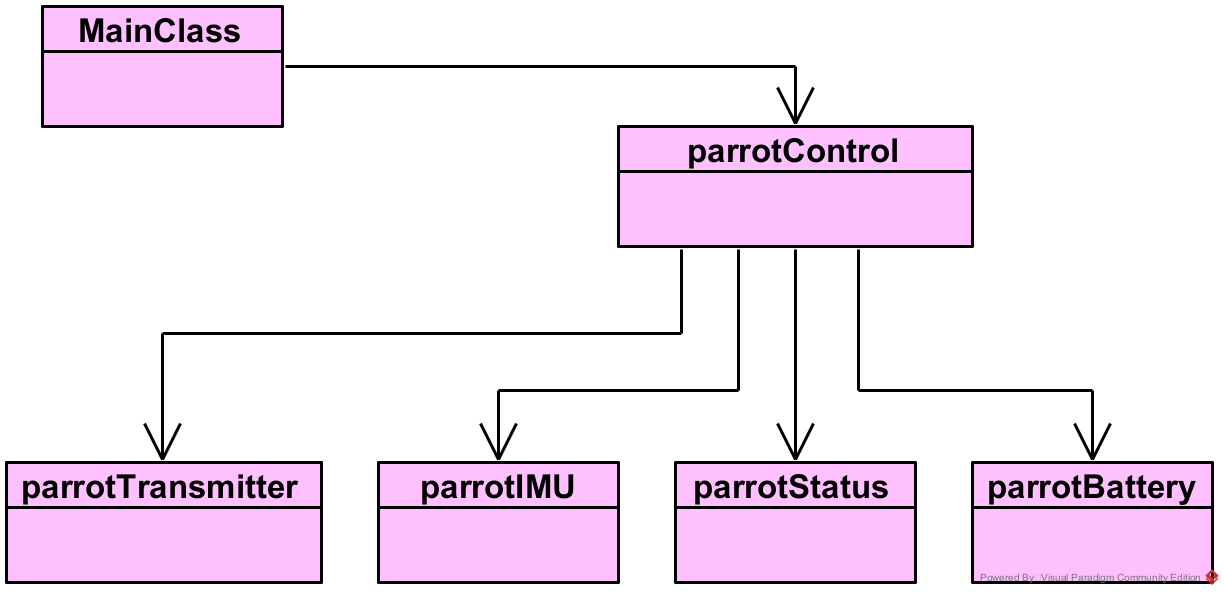 MainClass
parrotControl
parrotTransmitter
parrotIMU
parrotStatus
parrotBattery
Powered By Visual Paradigm Community Edition